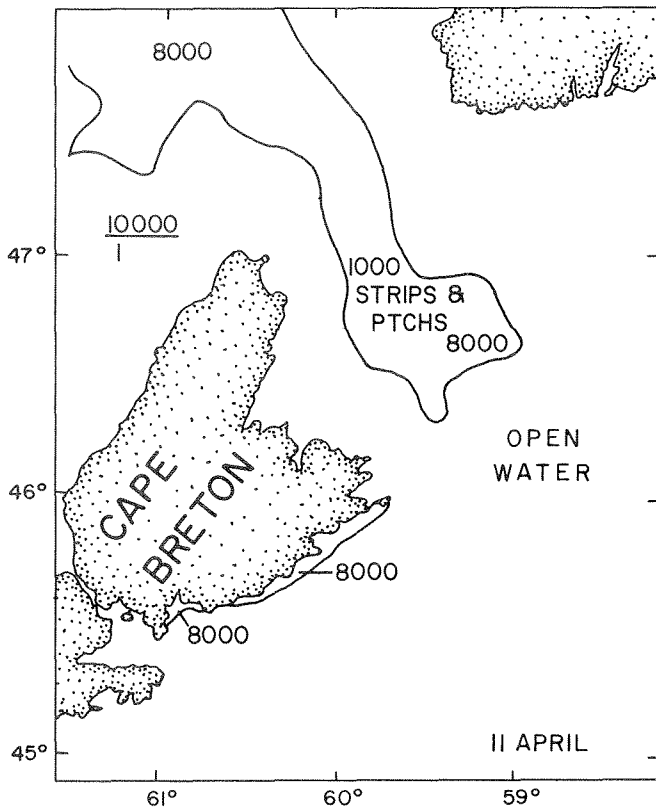 8000
10000
1
47°
1000
STRIPS &
PTCHS
8000
OPEN
WATER
46°
CAPE
BRETON
8000
8000
11 APRIL
45°
61°
60°
59°